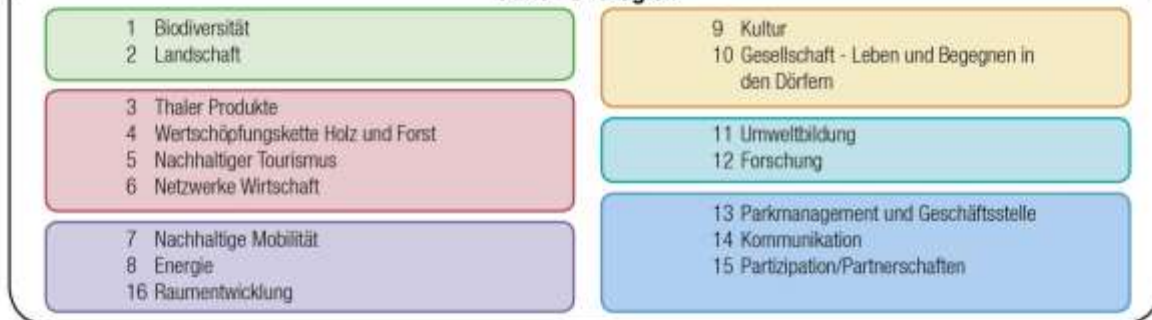 1 Biodiversität
2 Landschaft
3 Thaler Produkte
4 Wertschöpfungskette Holz und Forst
5 Nachhaltiger Tourismus
6 Netzwerke Wirtschaft
7 Nachhaltige Mobilität
8 Energie
16 Raumentwicklung
9 Kultur
10 Gesellschaft - Leben und Begegnen in
den Dörfern
11 Umweltbildung
12 Forschung
13 Parkmanagement und Geschäftsstelle
14 Kommunikation
15 Partizipation/Partnerschaften